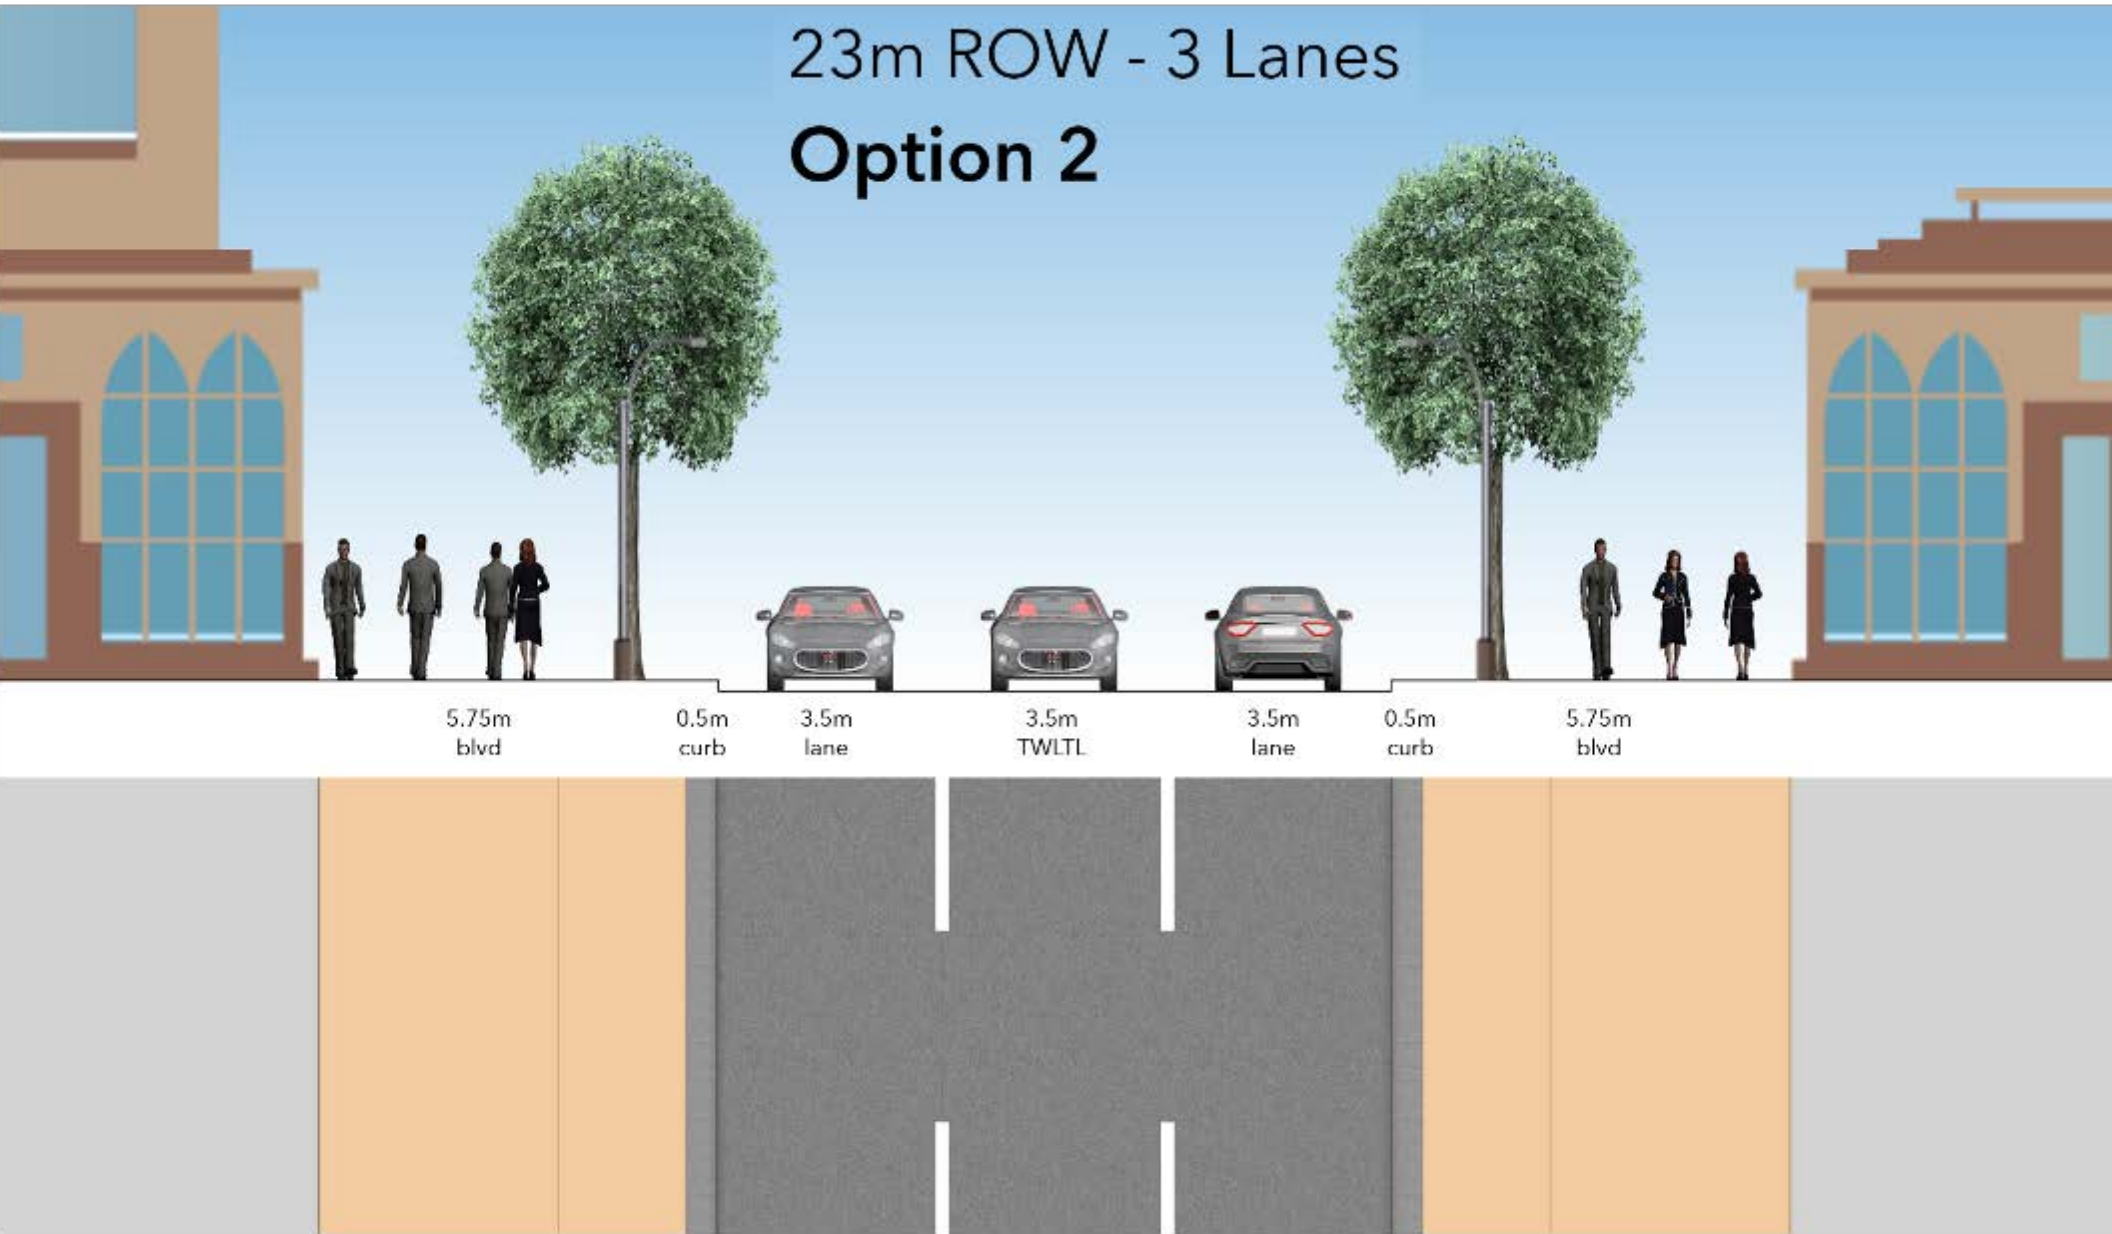 23m ROW - 3 Lanes
Option 2
5.75m
blvd
0.5m
curb
3.5m
lane
3.5m
TWLTL
3.5m
lane
0.5m
curb
5.75m
blvd